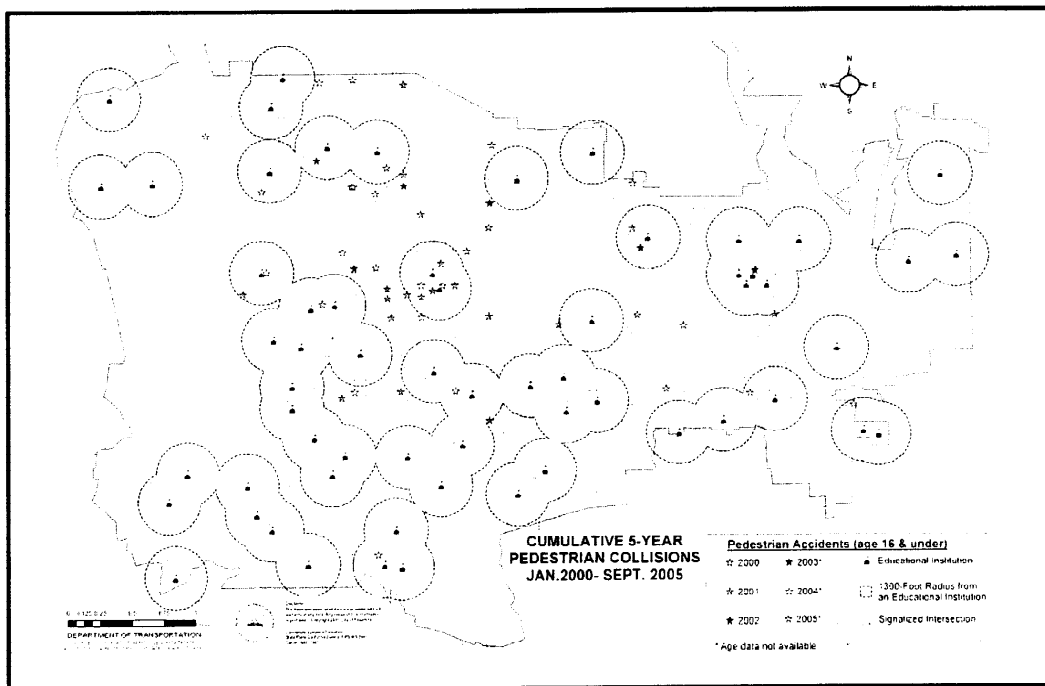 N
W E
S
CUMULATIVE 5-YEAR
PEDESTRIAN COLLISIONS
JAN.2000- SEPT. 2005
Pedestrian Accidents (age 16 & under)
2000 2003* Educational Institution
2001 2004* 1300-Foot Radius from
an Educational Institution
2002 2005* Signalized Intersection
* Age data not available
DEPARTMENT OF TRANSPORTATION